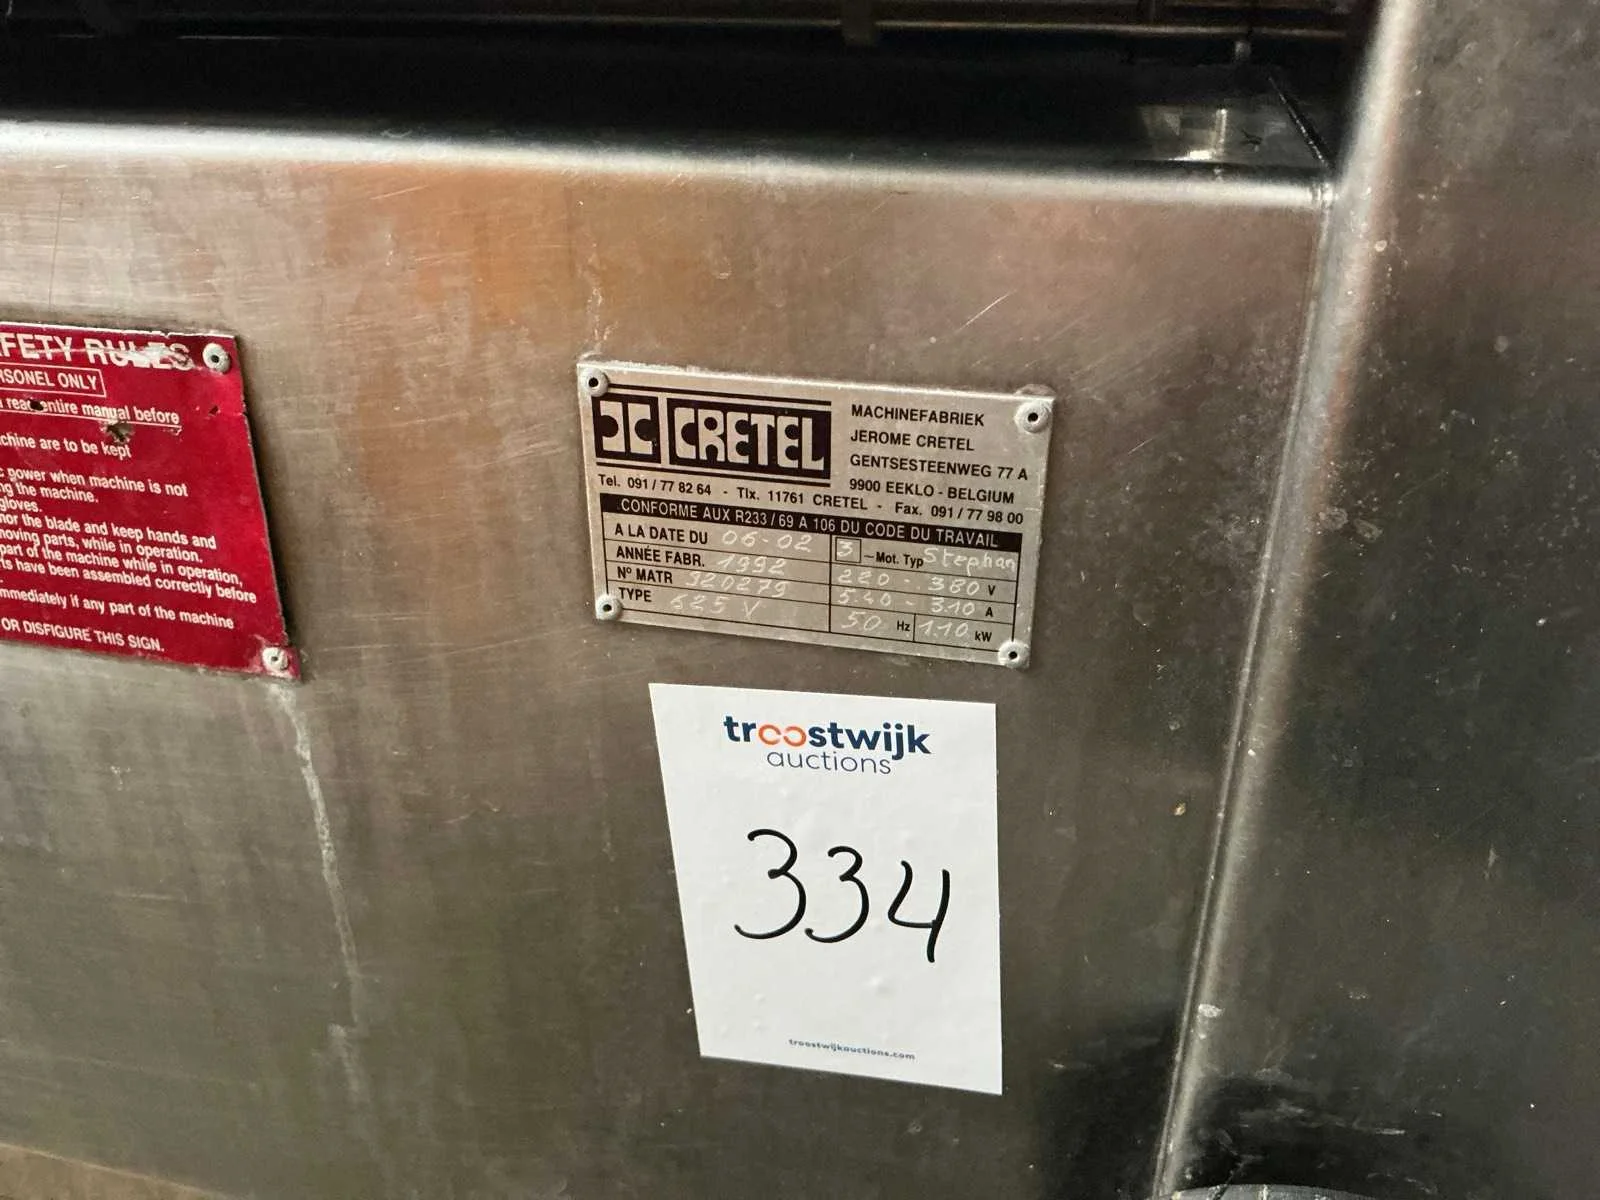 FETY RULES
RSONEL ONLY
read entire manual before
chine are to be kept
c power when machine is not
ng the machine.
gloves.
nor the blade and keep hands and
moving parts, while in operation.
part of the machine while in operation,
ts have been assembled correctly before
mmediately if any part of the machine
OR DISFIGURE THIS SIGN.
CRETEL
MACHINEFABRIEK
JEROME CRETEL
GENTSESTEENWEG 77 A
9900 EEKLO - BELGIUM
Tel. 091 / 77 82 64 - Tlx. 11761 CRETEL - Fax. 091 / 77 98 00
CONFORME AUX R233 / 69 A 106 DU CODE DU TRAVAIL
A LA DATE DU 06-02
ANNÉE FABR. 1992
N° MATR 920279
TYPE 625 V
3 - Mot. Typ Stephan
220 - 380 V
5.40 - 3.10 A
50 Hz 1.10 kW
troostwijk
auctions
334
troostwijkauctions.com